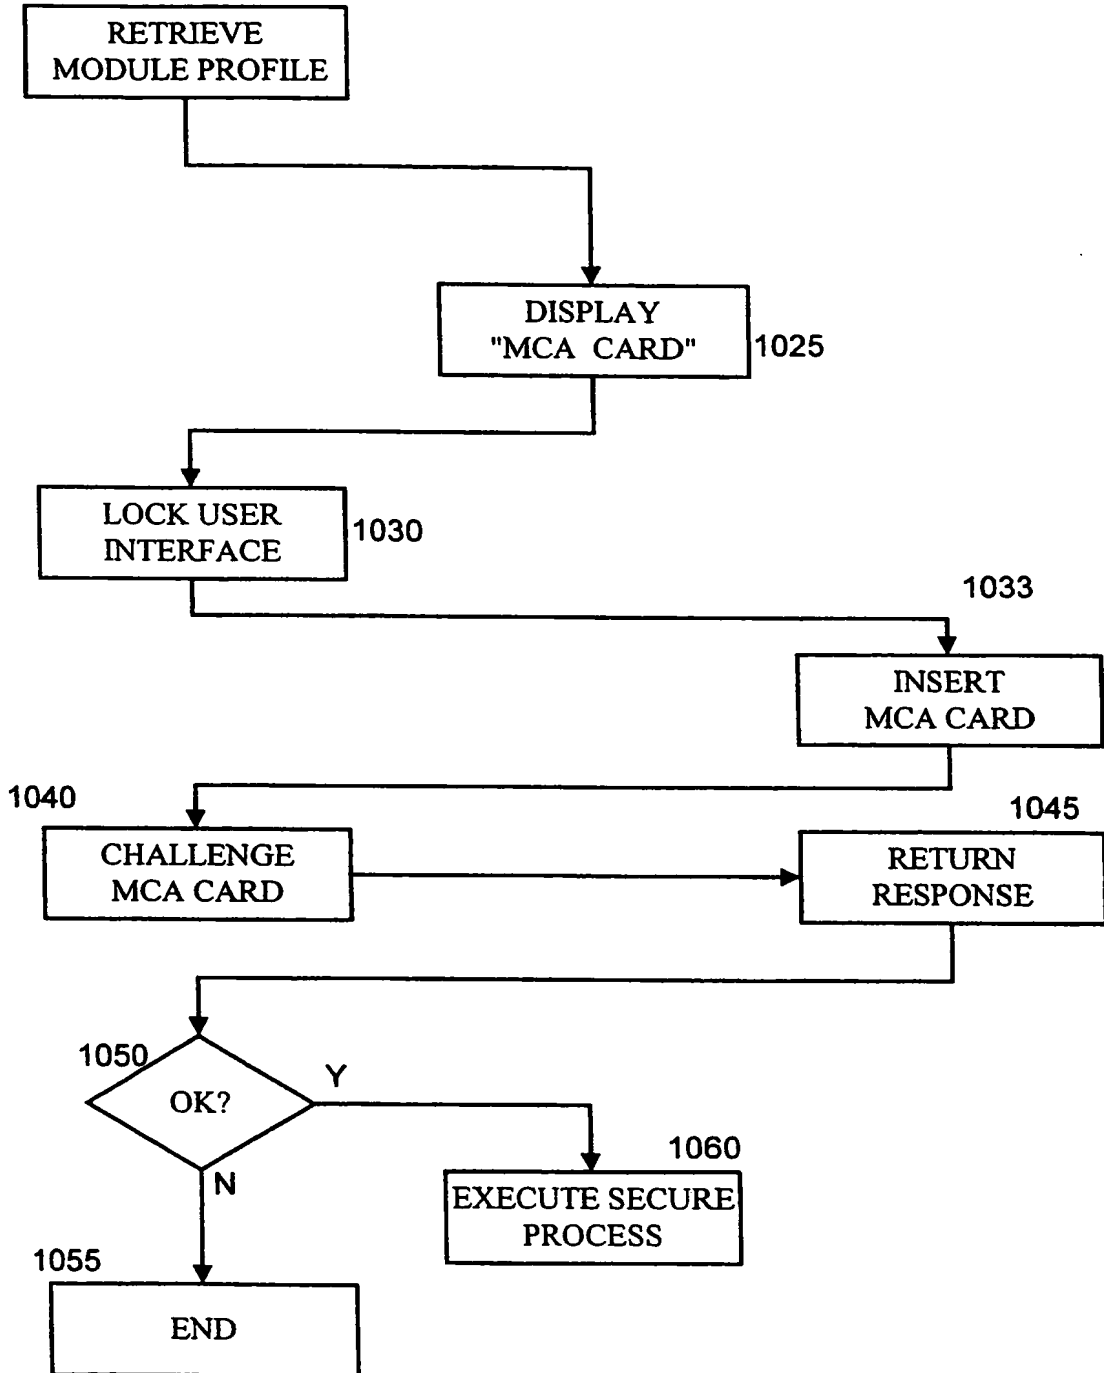 RETRIEVE
MODULE PROFILE
DISPLAY
"MCA CARD"
1025
LOCK USER
INTERFACE
1030
1033
INSERT
MCA CARD
1040
CHALLENGE
MCA CARD
1045
RETURN
RESPONSE
1050
OK?
Y
N
1060
EXECUTE SECURE
PROCESS
1055
END